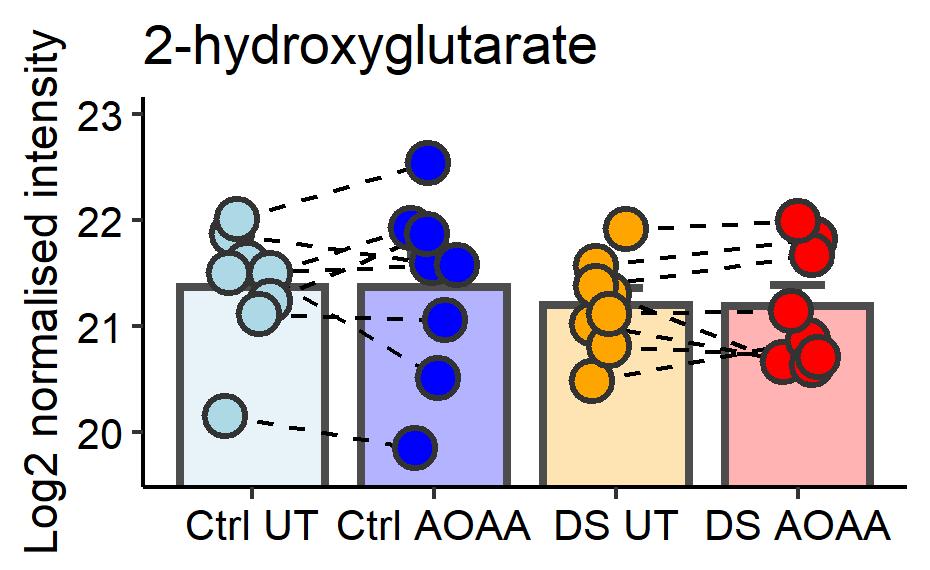 2-hydroxyglutarate
Log2 normalised intensity
23
22
21
20
Ctrl UT
Ctrl AOAA
DS UT
DS AOAA